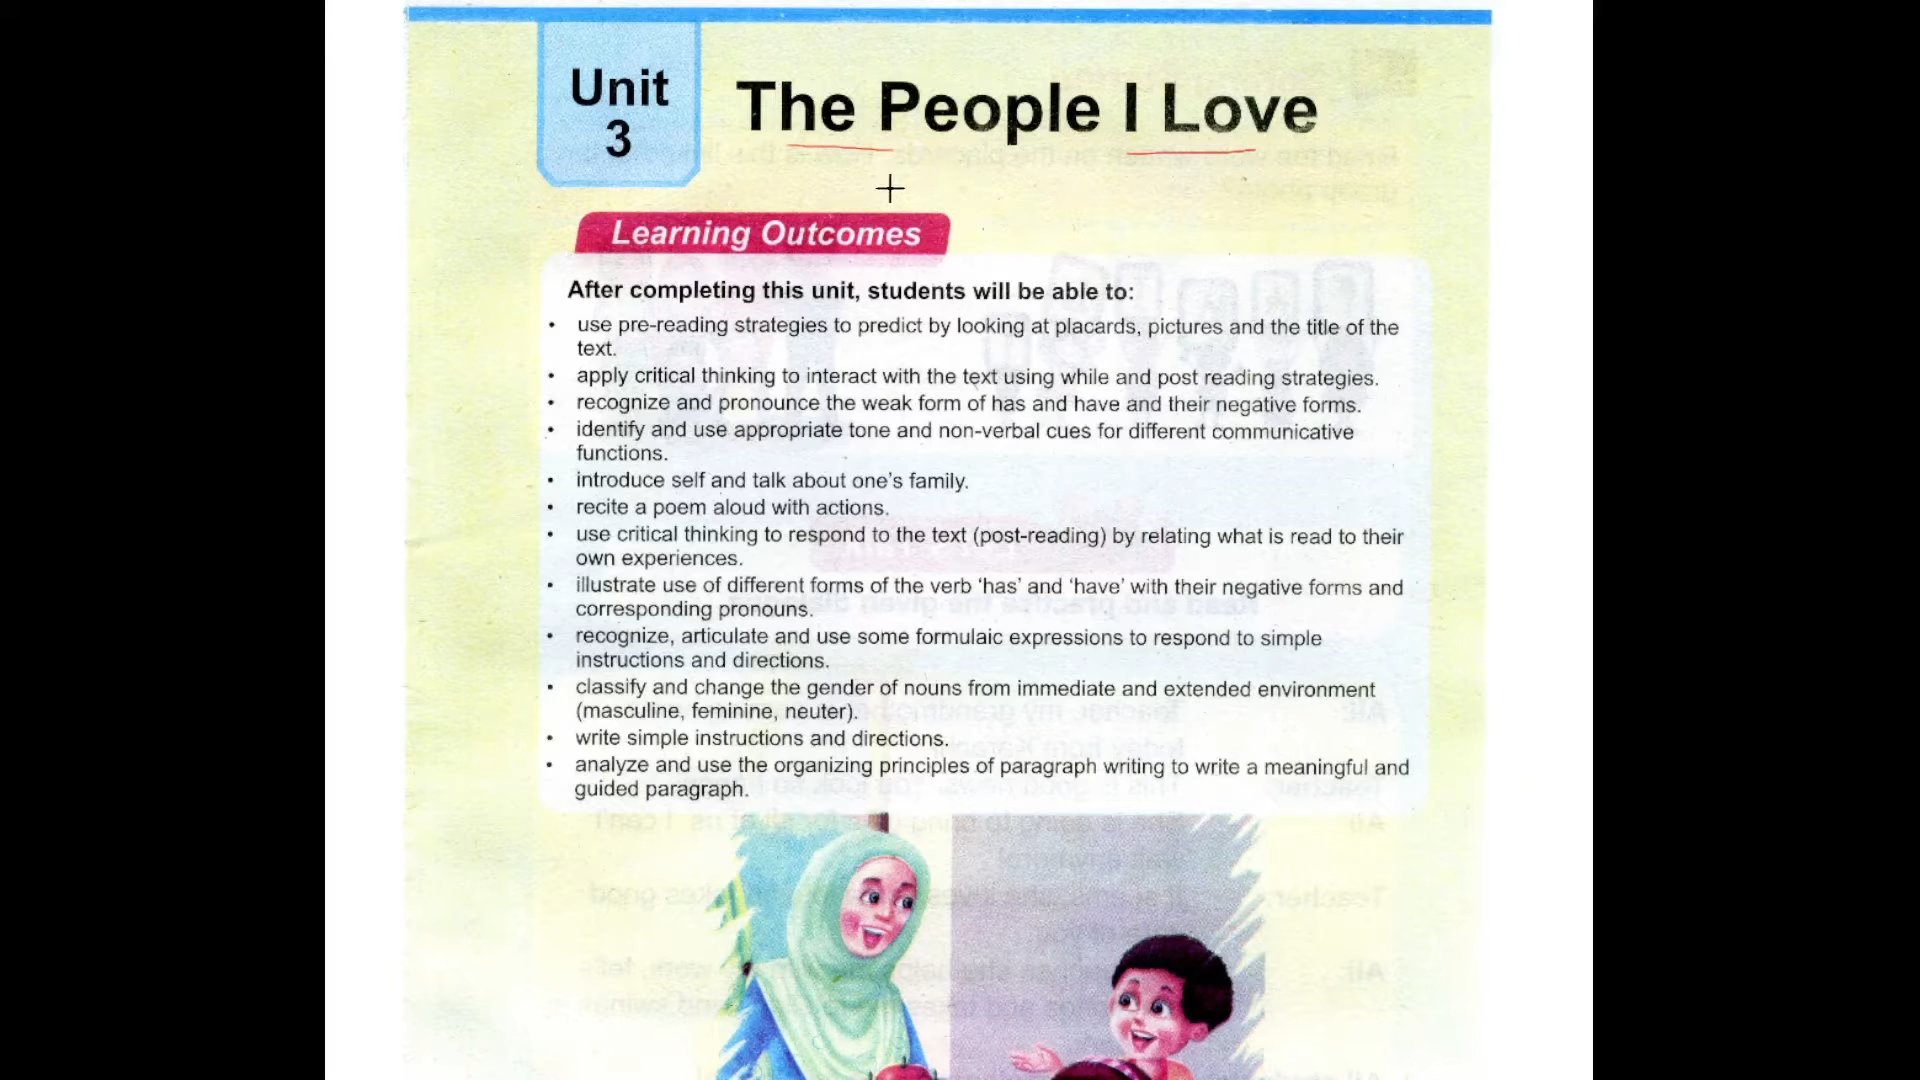 Unit
3
The People I Love
Learning Outcomes
After completing this unit, students will be able to:
• use pre-reading strategies to predict by looking at placards, pictures and the title of the
text.
• apply critical thinking to interact with the text using while and post reading strategies.
• recognize and pronounce the weak form of has and have and their negative forms.
• identify and use appropriate tone and non-verbal cues for different communicative
functions.
• introduce self and talk about one’s family.
• recite a poem aloud with actions.
• use critical thinking to respond to the text (post-reading) by relating what is read to their
own experiences.
• illustrate use of different forms of the verb ‘has’ and ‘have’ with their negative forms and
corresponding pronouns.
• recognize, articulate and use some formulaic expressions to respond to simple
instructions and directions.
• classify and change the gender of nouns from immediate and extended environment
(masculine, feminine, neuter).
• write simple instructions and directions.
• analyze and use the organizing principles of paragraph writing to write a meaningful and
guided paragraph.